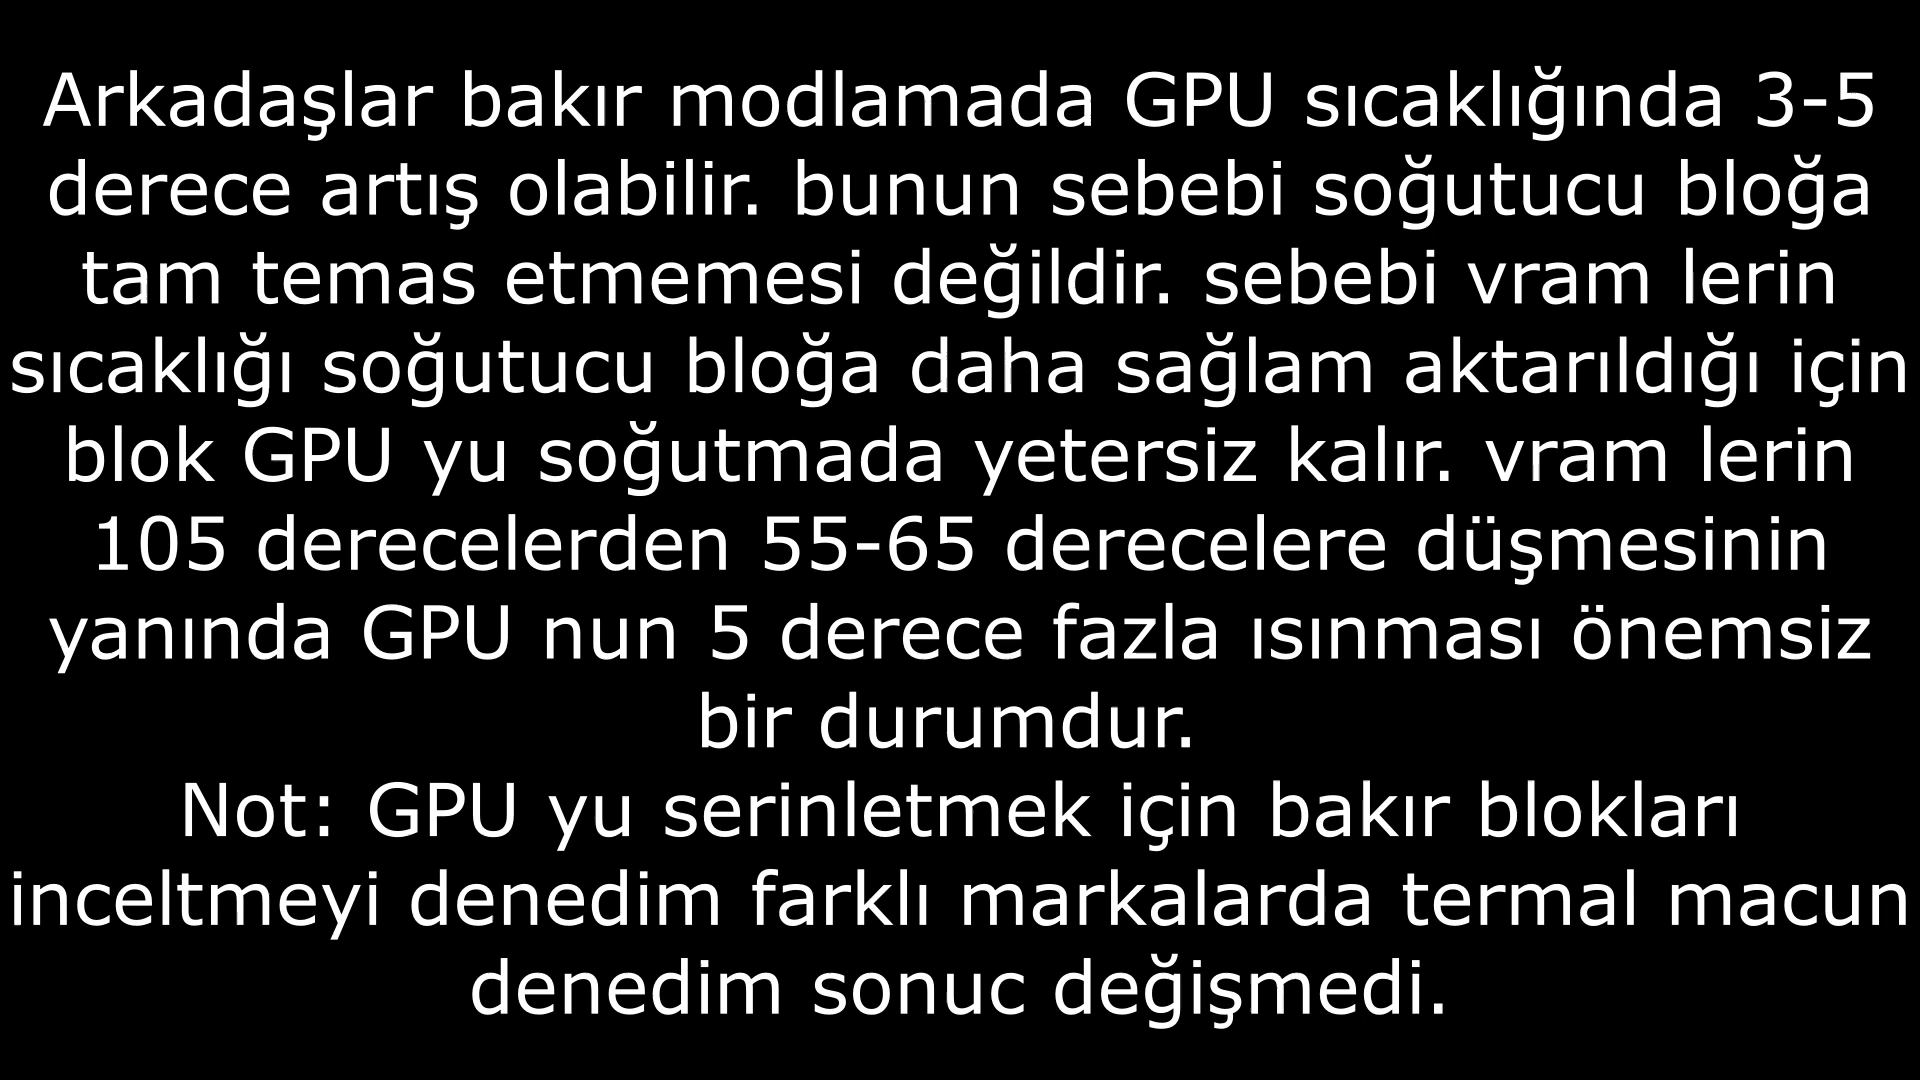 Arkadaşlar bakır modlamada GPU sıcaklığında 3-5
derece artış olabilir. bunun sebebi soğutucu bloğa
tam temas etmemesi değildir. sebebi vram lerin
sıcaklığı soğutucu bloğa daha sağlam aktarıldığı için
blok GPU yu soğutmada yetersiz kalır. vram lerin
105 derecelerden 55-65 derecelere düşmesinin
yanında GPU nun 5 derece fazla ısınması önemsiz
bir durumdur.
Not: GPU yu serinletmek için bakır blokları
inceltmeyi denedim farklı markalarda termal macun
denedim sonuc değişmedi.